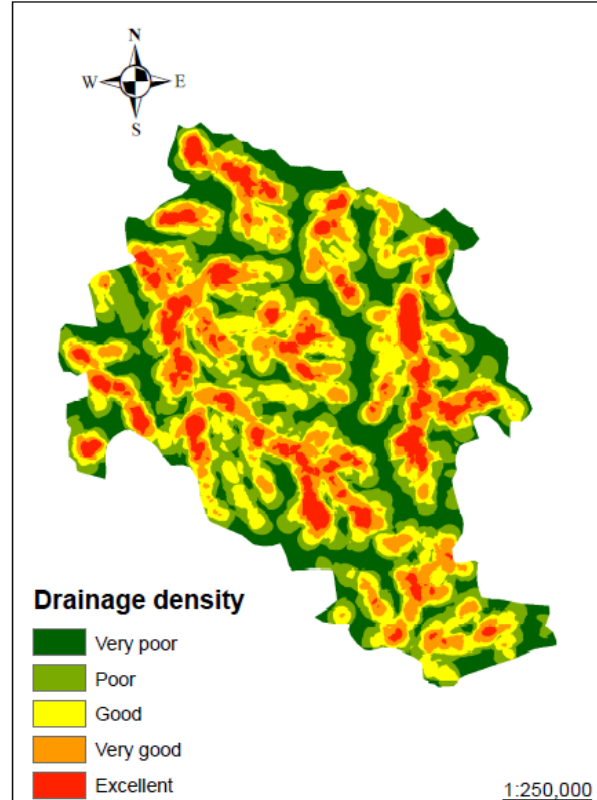 N
W E
S
Drainage density
Very poor
Poor
Good
Very good
Excellent
1:250,000